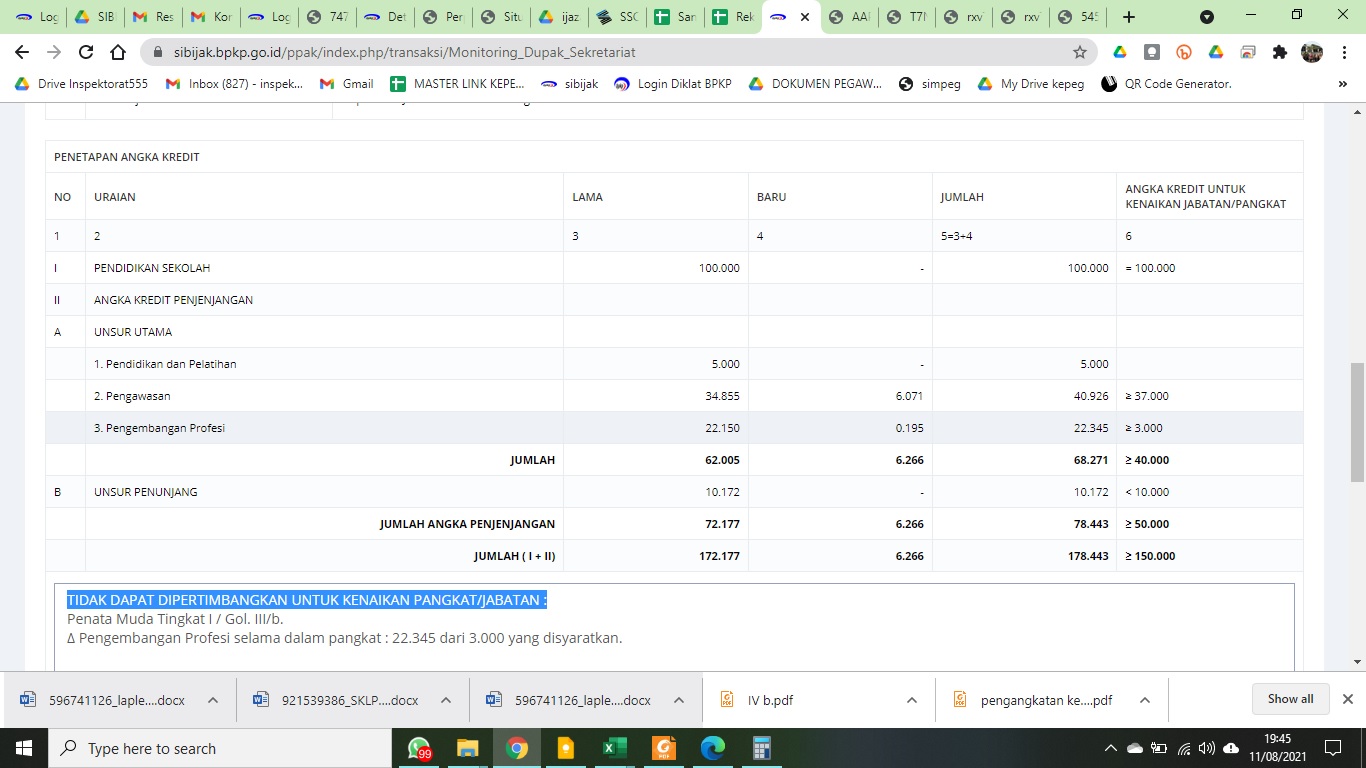 Log
SIB
Res
Kor
Log
747
Det
Per
Situ
ijaz
SSC
San
Rek
AAI
T7
rxv
rxv
545
sibijak.bpkp.go.id/ppak/index.php/transaksi/Monitoring_Dupak_Sekretariat
Drive Inspektorat555
Inbox (827) - inspek...
Gmail
MASTER LINK KEPE...
sibijak
Login Diklat BPKP
DOKUMEN PEGAW...
simpeg
My Drive kepeg
QR Code Generator.
»
PENETAPAN ANGKA KREDIT
NO URAIAN LAMA BARU JUMLAH ANGKA KREDIT UNTUK
KENAIKAN JABATAN/PANGKAT
1 2 3 4 5=3+4 6
I PENDIDIKAN SEKOLAH 100.000 - 100.000 = 100.000
II ANGKA KREDIT PENJENJANGAN
A UNSUR UTAMA
1. Pendidikan dan Pelatihan 5.000 - 5.000
2. Pengawasan 34.855 6.071 40.926 ≥ 37.000
3. Pengembangan Profesi 22.150 0.195 22.345 ≥ 3.000
JUMLAH 62.005 6.266 68.271 ≥ 40.000
B UNSUR PENUNJANG 10.172 - 10.172 < 10.000
JUMLAH ANGKA PENJENJANGAN 72.177 6.266 78.443 ≥ 50.000
JUMLAH ( I + II) 172.177 6.266 178.443 ≥ 150.000
TIDAK DAPAT DIPERTIMBANGKAN UNTUK KENAIKAN PANGKAT/JABATAN :
Penata Muda Tingkat I / Gol. III/b.
Δ Pengembangan Profesi selama dalam pangkat : 22.345 dari 3.000 yang disyaratkan.
596741126_laple....docx
921539386_SKLP....docx
596741126_laple....docx
IV b.pdf
pengangkatan ke....pdf
Show all
Type here to search
99
19:45
11/08/2021